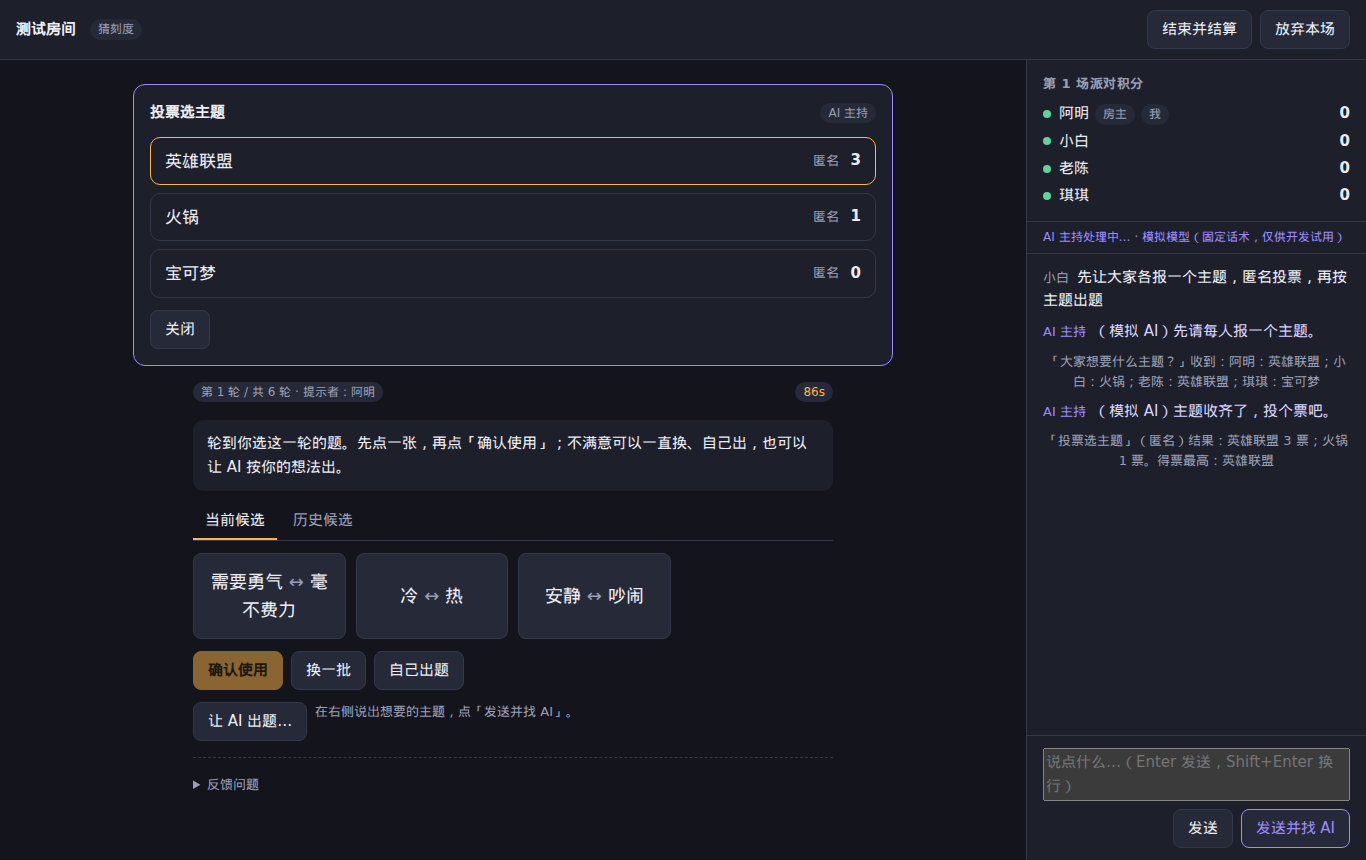 测试房间 猜刻度 结束并结算 放弃本场
投票选主题 AI 主持
英雄联盟 匿名 3
火锅 匿名 1
宝可梦 匿名 0
关闭
第 1 轮 / 共 6 轮 · 提示者：阿明 86s
轮到你选这一轮的题。先点一张，再点「确认使用」；不满意可以一直换、自己出，也可以
让 AI 按你的想法出。
当前候选 历史候选
需要勇气 ↔ 毫
不费力
冷 ↔ 热
安静 ↔ 吵闹
确认使用 换一批 自己出题
让 AI 出题… 在右侧说出想要的主题，点「发送并找 AI」。
▶ 反馈问题
第 1 场派对积分
阿明 房主 我 0
小白 0
老陈 0
琪琪 0
AI 主持处理中… · 模拟模型（固定话术，仅供开发试用）
小白 先让大家各报一个主题，匿名投票，再按
主题出题
AI 主持 （模拟 AI）先请每人报一个主题。
「大家想要什么主题？」收到：阿明：英雄联盟；小
白：火锅；老陈：英雄联盟；琪琪：宝可梦
AI 主持 （模拟 AI）主题收齐了，投个票吧。
「投票选主题」（匿名）结果：英雄联盟 3 票；火锅
1 票。得票最高：英雄联盟
说点什么…（Enter 发送，Shift+Enter 换
行）
发送 发送并找 AI